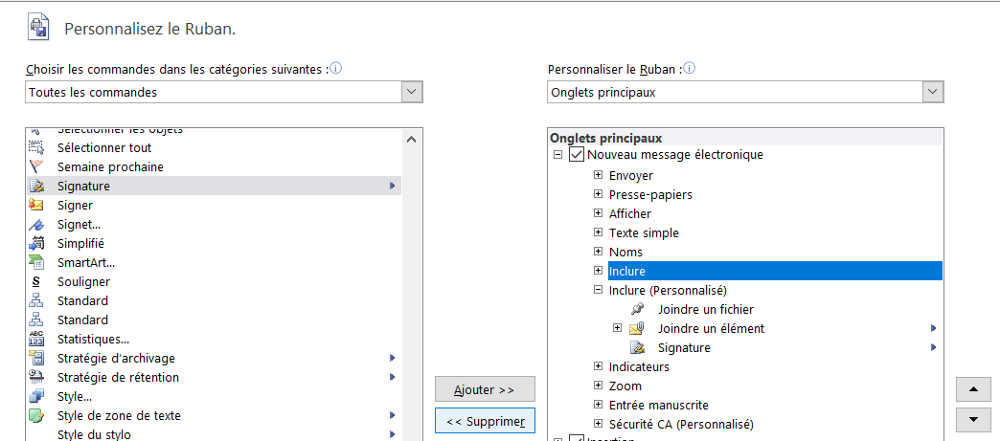 Personnalisez le Ruban.
Choisir les commandes dans les catégories suivantes :
Toutes les commandes
Sélectionner les objets
Sélectionner tout
Semaine prochaine
Signature
Signer
Signet...
Simplifié
SmartArt...
S Souligner
Standard
Standard
ABC 123 Statistiques...
Stratégie d'archivage
Stratégie de rétention
Style...
Style de zone de texte
Style du stylo
Ajouter >>
<< Supprimer
Personnaliser le Ruban :
Onglets principaux
Onglets principaux
Nouveau message électronique
Envoyer
Presse-papiers
Afficher
Texte simple
Noms
Inclure
Inclure (Personnalisé)
Joindre un fichier
Joindre un élément
Signature
Indicateurs
Zoom
Entrée manuscrite
Sécurité CA (Personnalisé)
Insertion